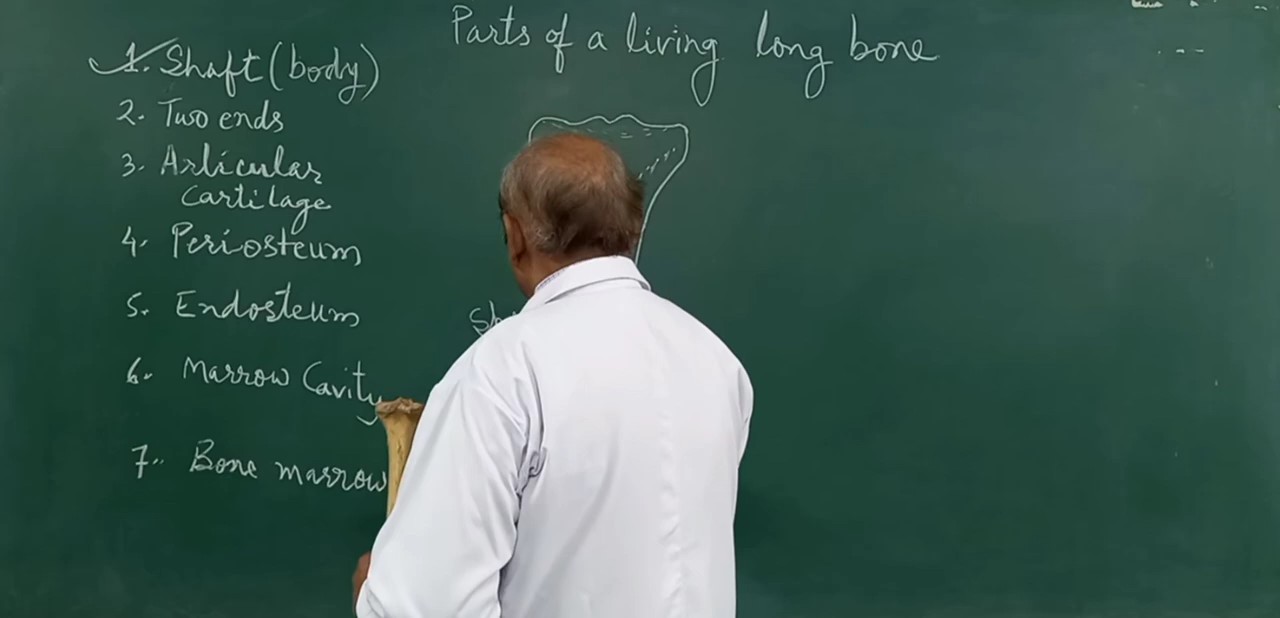 Parts of a living long bone
1. Shaft (body)
2. Two ends
3. Articular
cartilage
4. Periosteum
5. Endosteum
6. Marrow Cavity
7. Bone marrow